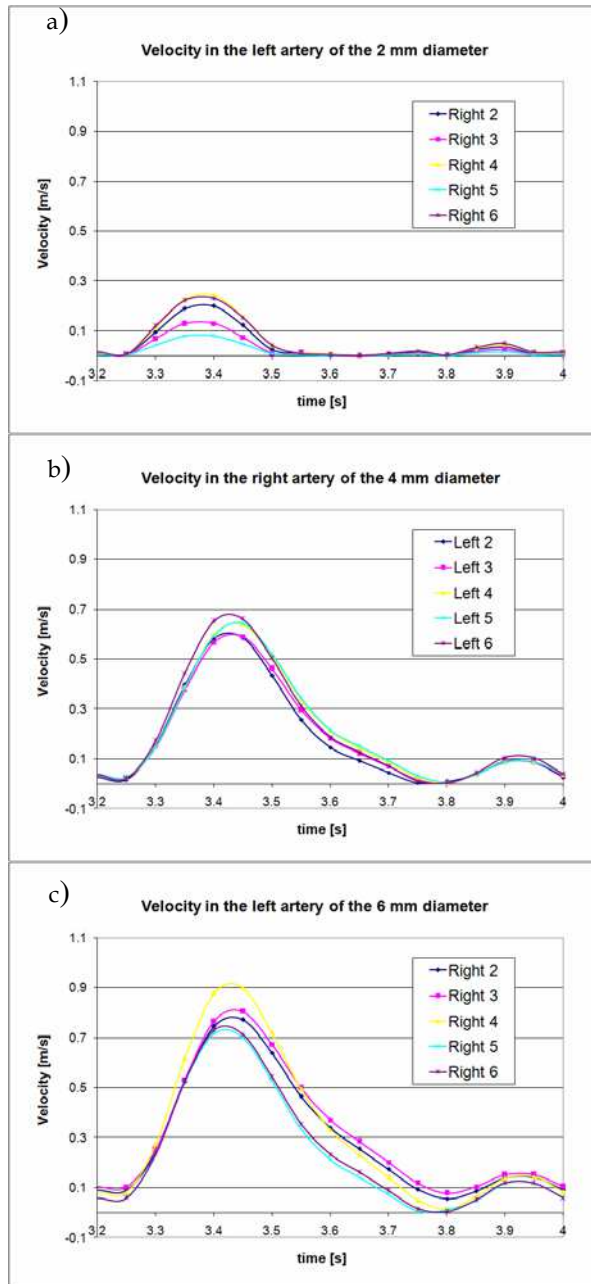 a)
Velocity in the left artery of the 2 mm diameter
1.1
0.9
0.7
0.5
0.3
0.1
-0.1
Velocity [m/s]
Right 2
Right 3
Right 4
Right 5
Right 6
3.2 3.3 3.4 3.5 3.6 3.7 3.8 3.9 4
time [s]
b)
Velocity in the right artery of the 4 mm diameter
1.1
0.9
0.7
0.5
0.3
0.1
-0.1
Velocity [m/s]
Left 2
Left 3
Left 4
Left 5
Left 6
3.2 3.3 3.4 3.5 3.6 3.7 3.8 3.9 4
time [s]
c)
Velocity in the left artery of the 6 mm diameter
1.1
0.9
0.7
0.5
0.3
0.1
-0.1
Velocity [m/s]
Right 2
Right 3
Right 4
Right 5
Right 6
3.2 3.3 3.4 3.5 3.6 3.7 3.8 3.9 4
time [s]